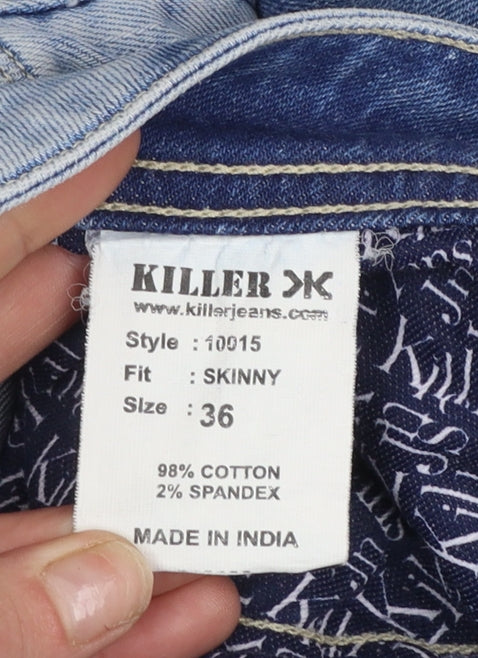 KILLER
www.killerjeans.com
Style : 10015
Fit : SKINNY
Size : 36
98% COTTON
2% SPANDEX
MADE IN INDIA